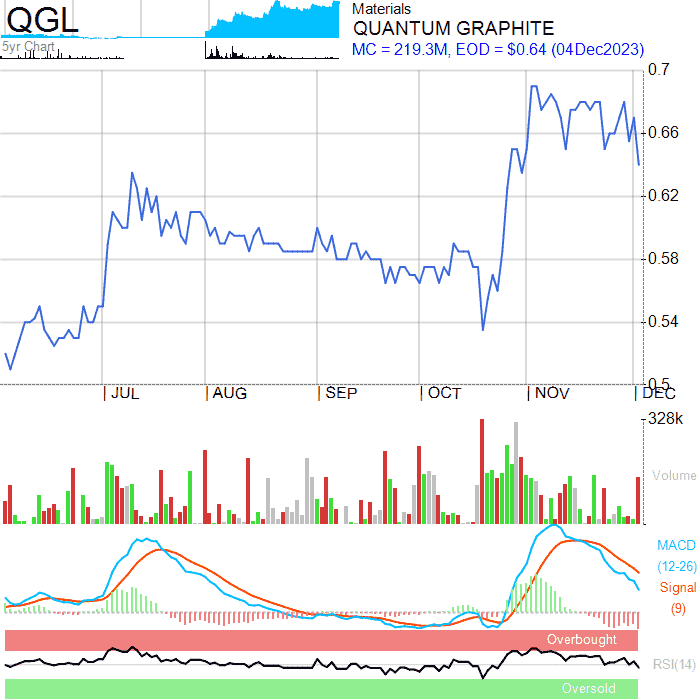 QGL
5yr Chart
Materials
QUANTUM GRAPHITE
MC = 219.3M, EOD = $0.64 (04Dec2023)
0.7
0.66
0.62
0.58
0.54
0.5
JUL AUG SEP OCT NOV DEC
328k
Volume
MACD
(12-26)
Signal
(9)
Overbought
RSI(14)
Oversold